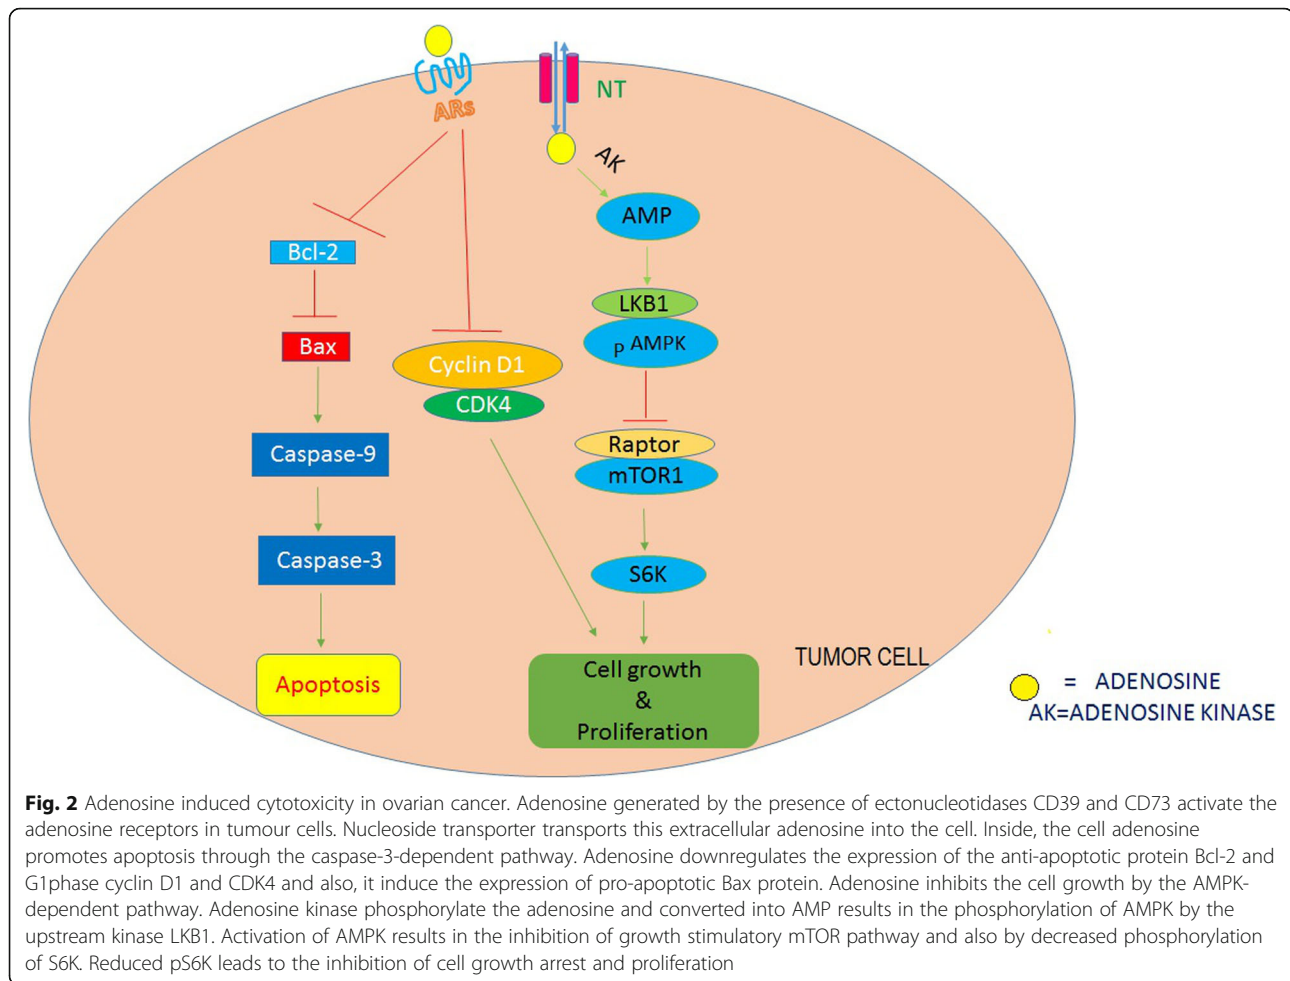 ARs
NT
AK
AMP
Bcl-2
LKB1
P AMPK
Bax
Cyclin D1
CDK4
Raptor
mTOR1
Caspase-9
Caspase-3
S6K
Apoptosis
Cell growth
&
Proliferation
TUMOR CELL
= ADENOSINE
AK=ADENOSINE KINASE
Fig. 2 Adenosine induced cytotoxicity in ovarian cancer. Adenosine generated by the presence of ectonucleotidases CD39 and CD73 activate the
adenosine receptors in tumour cells. Nucleoside transporter transports this extracellular adenosine into the cell. Inside, the cell adenosine
promotes apoptosis through the caspase-3-dependent pathway. Adenosine downregulates the expression of the anti-apoptotic protein Bcl-2 and
G1phase cyclin D1 and CDK4 and also, it induce the expression of pro-apoptotic Bax protein. Adenosine inhibits the cell growth by the AMPK-
dependent pathway. Adenosine kinase phosphorylate the adenosine and converted into AMP results in the phosphorylation of AMPK by the
upstream kinase LKB1. Activation of AMPK results in the inhibition of growth stimulatory mTOR pathway and also by decreased phosphorylation
of S6K. Reduced pS6K leads to the inhibition of cell growth arrest and proliferation